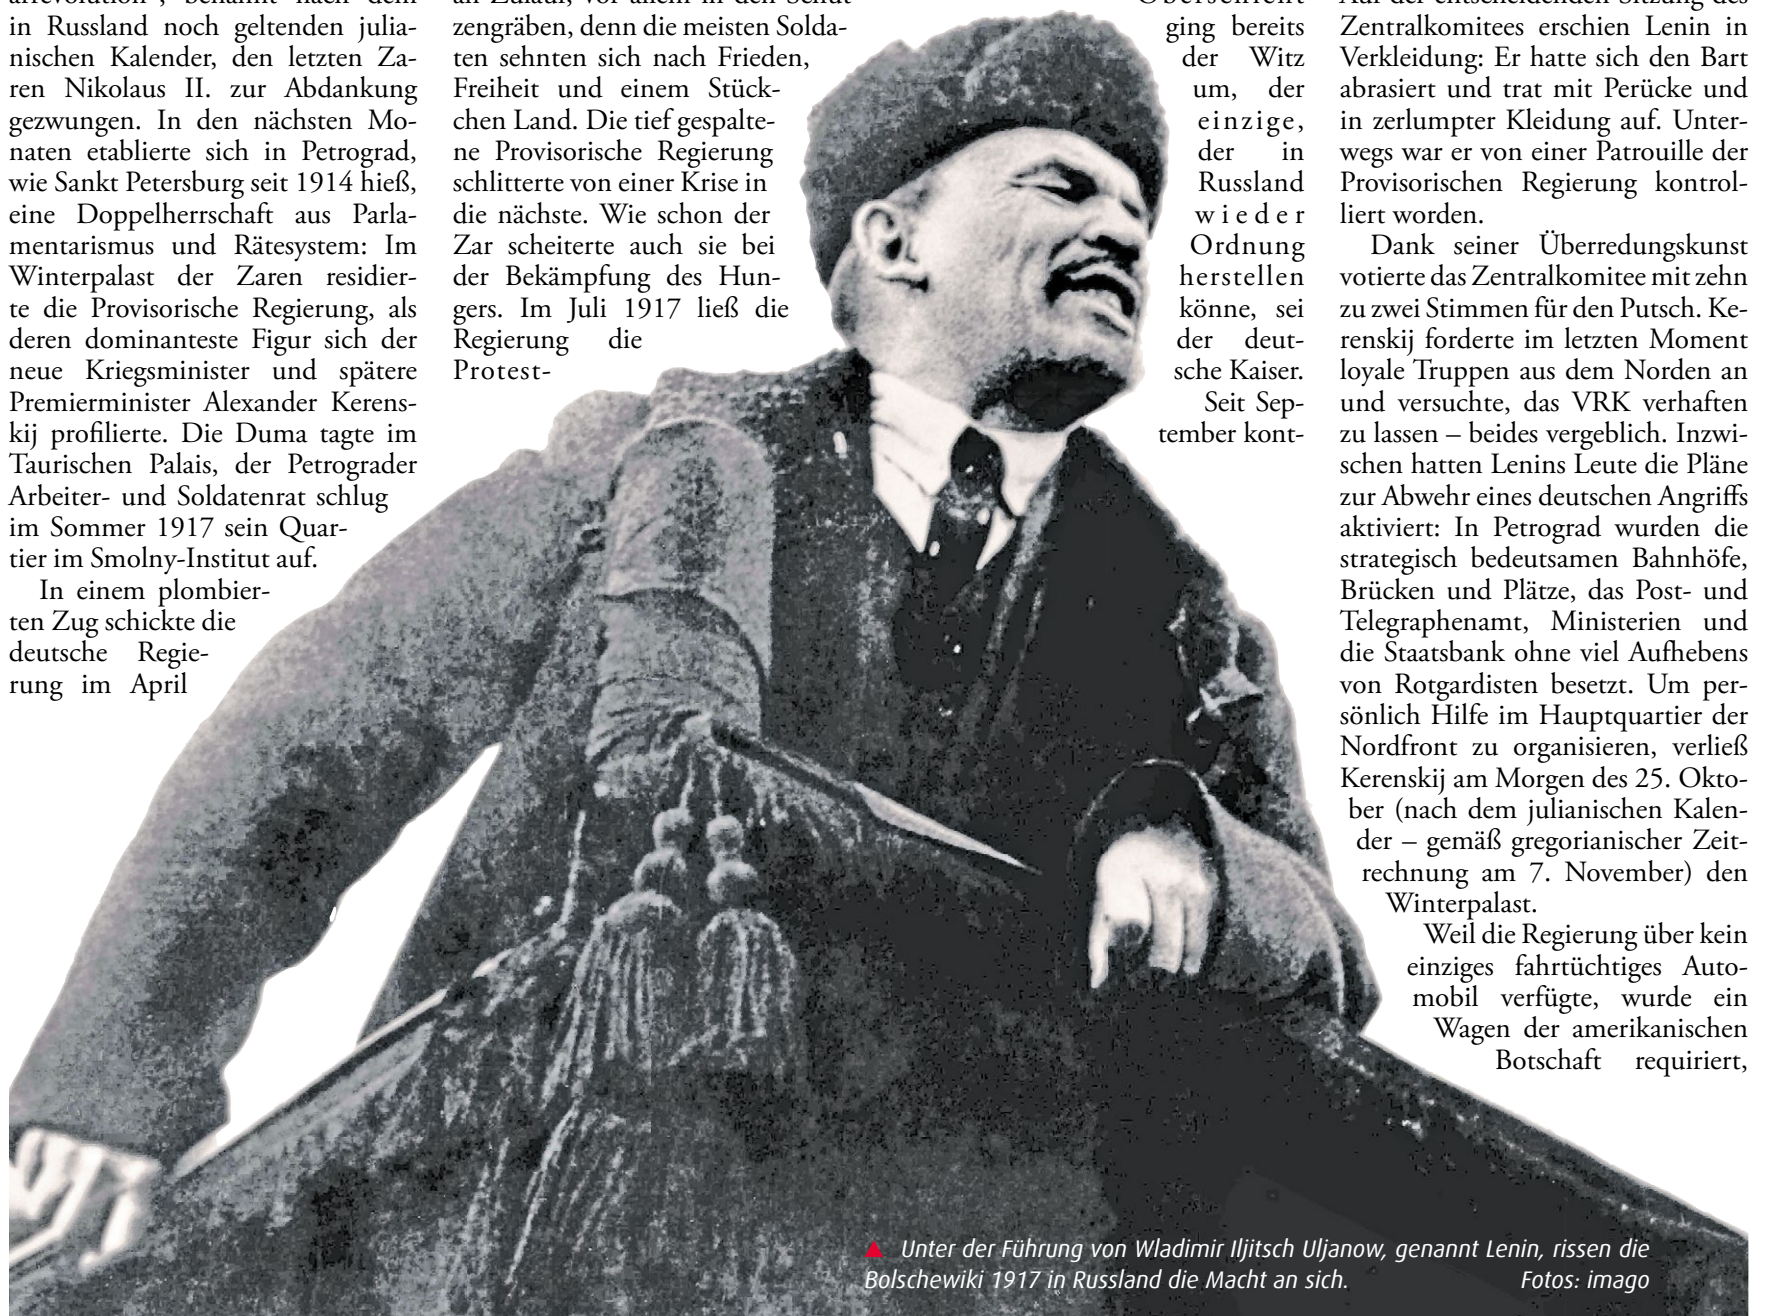 in Russland noch geltenden julia-
nischen Kalender, den letzten Za-
ren Nikolaus II. zur Abdankung
gezwungen. In den nächsten Mo-
naten etablierte sich in Petrograd,
wie Sankt Petersburg seit 1914 hieß,
eine Doppelherrschaft aus Parla-
mentarismus und Rätesystem: Im
Winterpalast der Zaren residier-
te die Provisorische Regierung, als
deren dominanteste Figur sich der
neue Kriegsminister und spätere
Premierminister Alexander Kerens-
kij profilierte. Die Duma tagte im
Taurischen Palais, der Petrograder
Arbeiter- und Soldatenrat schlug
im Sommer 1917 sein Quar-
tier im Smolny-Institut auf.
In einem plombier-
ten Zug schickte die
deutsche Regie-
rung im April
an Zulauf, vor allem in den Schüt-
zengräben, denn die meisten Solda-
ten sehnten sich nach Frieden,
Freiheit und einem Stück-
chen Land. Die tief gespalte-
ne Provisorische Regierung
schlitterte von einer Krise in
die nächste. Wie schon der
Zar scheiterte auch sie bei
der Bekämpfung des Hun-
gers. Im Juli 1917 ließ die
Regierung die
Protest-
ging bereits
der Witz
um, der
einzige,
der in
Russland
wieder
Ordnung
herstellen
könne, sei
der deut-
sche Kaiser.
Seit Sep-
tember kont-
Auf der entscheidenden Sitzung des
Zentralkomitees erschien Lenin in
Verkleidung: Er hatte sich den Bart
abrasiert und trat mit Perücke und
in zerlumpter Kleidung auf. Unter-
wegs war er von einer Patrouille der
Provisorischen Regierung kontrol-
liert worden.
Dank seiner Überredungskunst
votierte das Zentralkomitee mit zehn
zu zwei Stimmen für den Putsch. Ke-
renskij forderte im letzten Moment
loyale Truppen aus dem Norden an
und versuchte, das VRK verhaften
zu lassen – beides vergeblich. Inzwi-
schen hatten Lenins Leute die Pläne
zur Abwehr eines deutschen Angriffs
aktiviert: In Petrograd wurden die
strategisch bedeutsamen Bahnhöfe,
Brücken und Plätze, das Post- und
Telegraphenamt, Ministerien und
die Staatsbank ohne viel Aufhebens
von Rotgardisten besetzt. Um per-
sönlich Hilfe im Hauptquartier der
Nordfront zu organisieren, verließ
Kerenskij am Morgen des 25. Okto-
ber (nach dem julianischen Kalen-
der – gemäß gregorianischer Zeit-
rechnung am 7. November) den
Winterpalast.
Weil die Regierung über kein
einziges fahrtüchtiges Auto-
mobil verfügte, wurde ein
Wagen der amerikanischen
Botschaft requiriert,
▲ Unter der Führung von Wladimir Iljitsch Uljanow, genannt Lenin, rissen die
Bolschewiki 1917 in Russland die Macht an sich. Fotos: imago